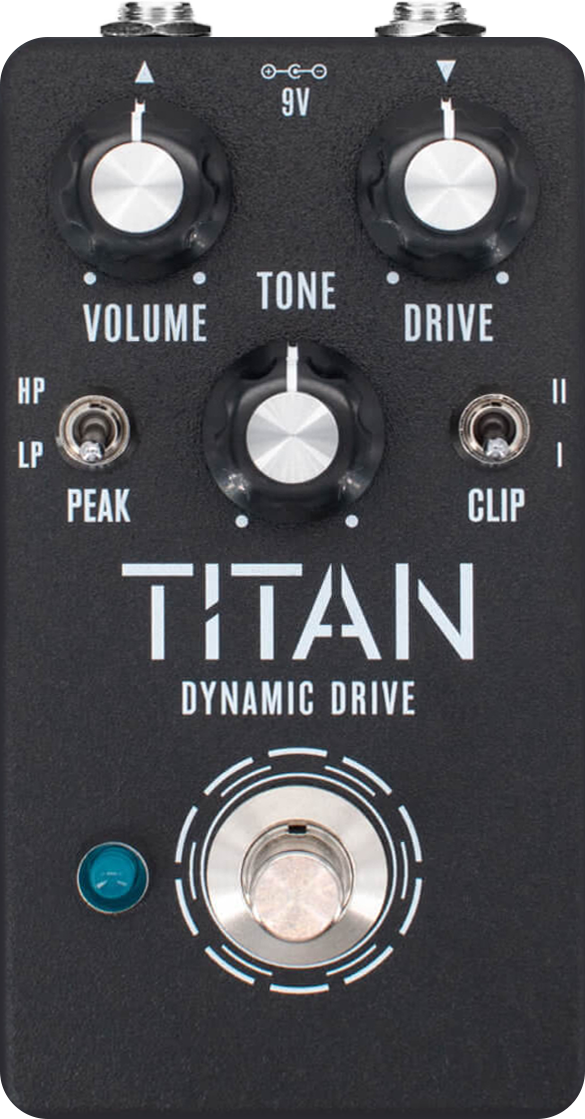 9V
TONE
VOLUME
DRIVE
HP
II
LP
I
PEAK
CLIP
TITAN
DYNAMIC DRIVE